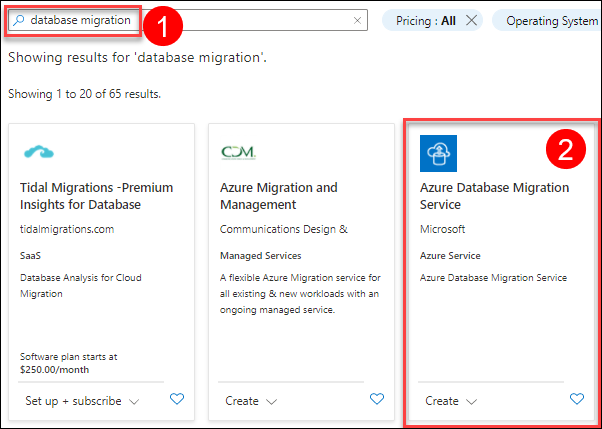 database migration
1
Pricing : All
Operating System
Showing results for 'database migration'.
Showing 1 to 20 of 65 results.
Tidal Migrations -Premium
Insights for Database
tidalmigrations.com
SaaS
Database Analysis for Cloud
Migration
Software plan starts at
$250.00/month
Set up + subscribe
CDM
Azure Migration and
Management
Communications Design &
Managed Services
A flexible Azure Migration service for
all existing & new workloads with an
ongoing managed service.
Create
2
Azure Database Migration
Service
Microsoft
Azure Service
Azure Database Migration Service
Create